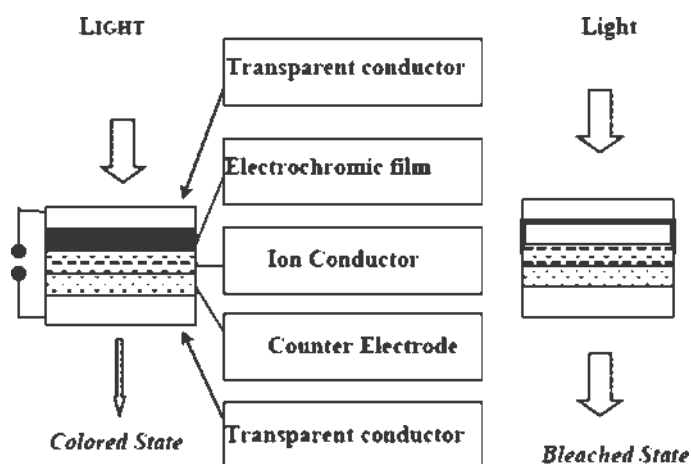 LIGHT
Light
Transparent conductor
Electrochromic film
Ion Conductor
Counter Electrode
Transparent conductor
Colored State
Bleached State